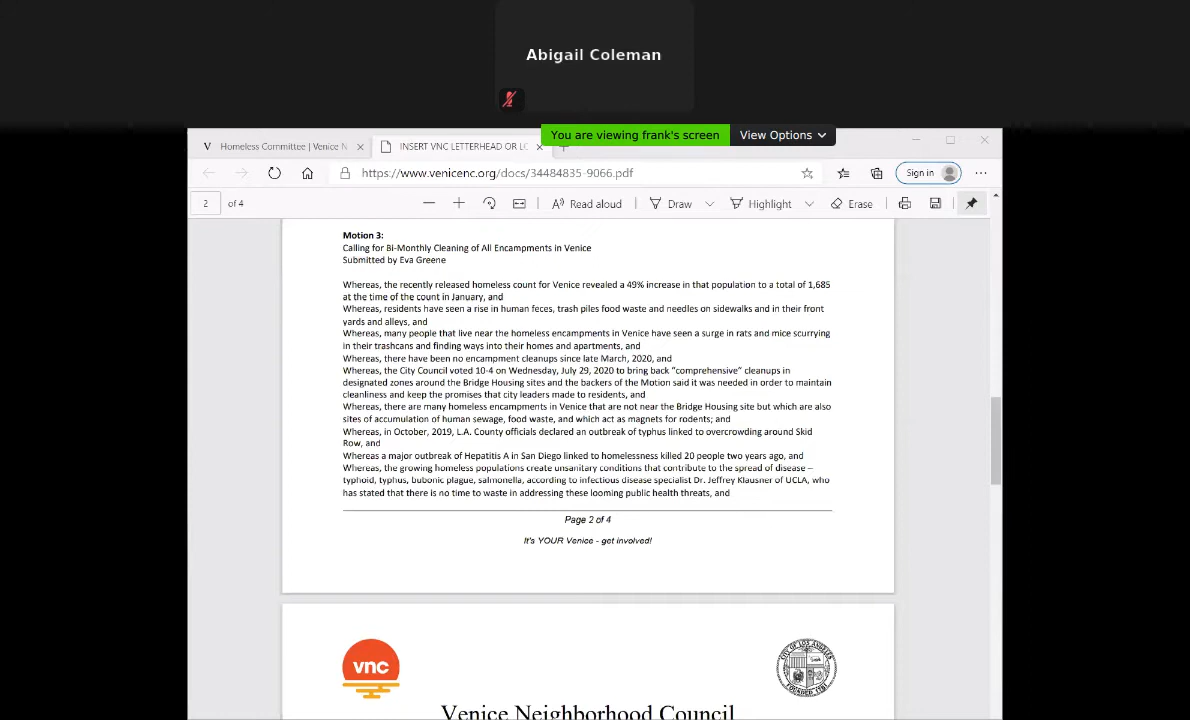 Abigail Coleman
You are viewing frank's screen
View Options
V Homeless Committee | Venice N
INSERT VNC LETTERHEAD OR LO
https://www.venicenc.org/docs/34484835-9066.pdf
Sign in
2 of 4
Read aloud
Draw
Highlight
Erase
Motion 3:
Calling for Bi-Monthly Cleaning of All Encampments in Venice
Submitted by Eva Greene
Whereas, the recently released homeless count for Venice revealed a 49% increase in that population to a total of 1,685
at the time of the count in January, and
Whereas, residents have seen a rise in human feces, trash piles food waste and needles on sidewalks and in their front
yards and alleys, and
Whereas, many people that live near the homeless encampments in Venice have seen a surge in rats and mice scurrying
in their trashcans and finding ways into their homes and apartments, and
Whereas, there have been no encampment cleanups since late March, 2020, and
Whereas, the City Council voted 10-4 on Wednesday, July 29, 2020 to bring back “comprehensive” cleanups in
designated zones around the Bridge Housing sites and the backers of the Motion said it was needed in order to maintain
cleanliness and keep the promises that city leaders made to residents, and
Whereas, there are many homeless encampments in Venice that are not near the Bridge Housing site but which are also
sites of accumulation of human sewage, food waste, and which act as magnets for rodents; and
Whereas, in October, 2019, L.A. County officials declared an outbreak of typhus linked to overcrowding around Skid
Row, and
Whereas a major outbreak of Hepatitis A in San Diego linked to homelessness killed 20 people two years ago, and
Whereas, the growing homeless populations create unsanitary conditions that contribute to the spread of disease –
typhoid, typhus, bubonic plague, salmonella, according to infectious disease specialist Dr. Jeffrey Klausner of UCLA, who
has stated that there is no time to waste in addressing these looming public health threats, and
Page 2 of 4
It's YOUR Venice - get involved!
vnc
CITY OF LOS ANGELES
FOUNDED 1781
Venice Neighborhood Council